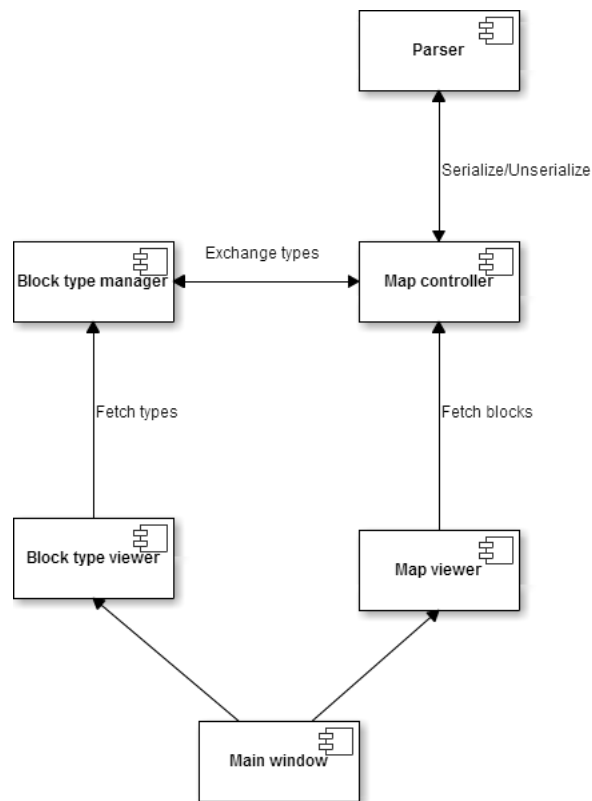 Parser
Serialize/Unserialize
Exchange types
Block type manager
Map controller
Fetch types
Fetch blocks
Block type viewer
Map viewer
Main window